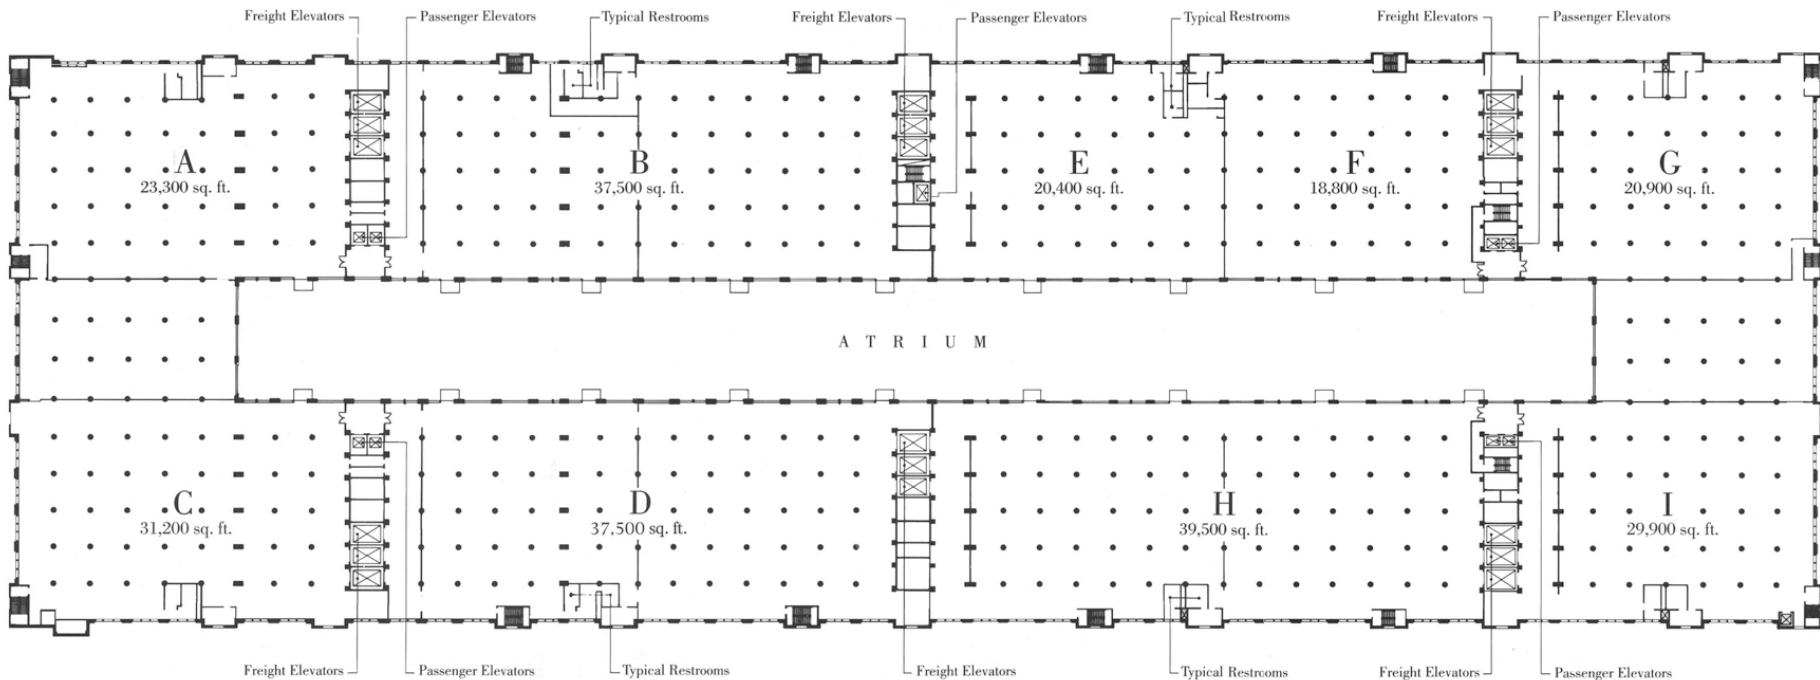 Freight Elevators
Passenger Elevators
Typical Restrooms
Freight Elevators
Passenger Elevators
Typical Restrooms
Freight Elevators
Passenger Elevators
A
23,300 sq. ft.
B
37,500 sq. ft.
E
20,400 sq. ft.
F
18,800 sq. ft.
G
20,900 sq. ft.
ATRIUM
C
31,200 sq. ft.
D
37,500 sq. ft.
H
39,500 sq. ft.
I
29,900 sq. ft.
Freight Elevators
Passenger Elevators
Typical Restrooms
Freight Elevators
Typical Restrooms
Freight Elevators
Passenger Elevators